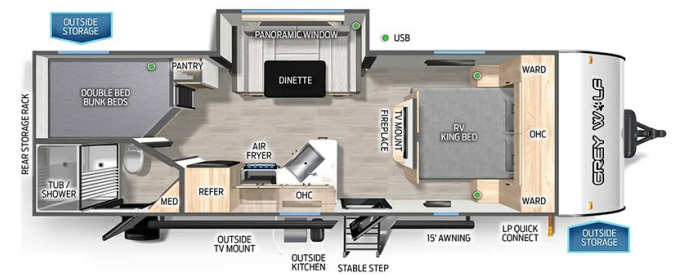 OUTSIDE
STORAGE
PANORAMIC WINDOW
USB
PANTRY
DINETTE
WARD
DOUBLE BED
BUNK BEDS
REAR STORAGE RACK
TV MOUNT
FIREPLACE
RV
KING BED
OHC
GREY WOLF
AIR
FRYER
TUB /
SHOWER
MED
REFER
OHC
WARD
OUTSIDE
TV MOUNT
OUTSIDE
KITCHEN
STABLE STEP
15' AWNING
LP QUICK
CONNECT
OUTSIDE
STORAGE